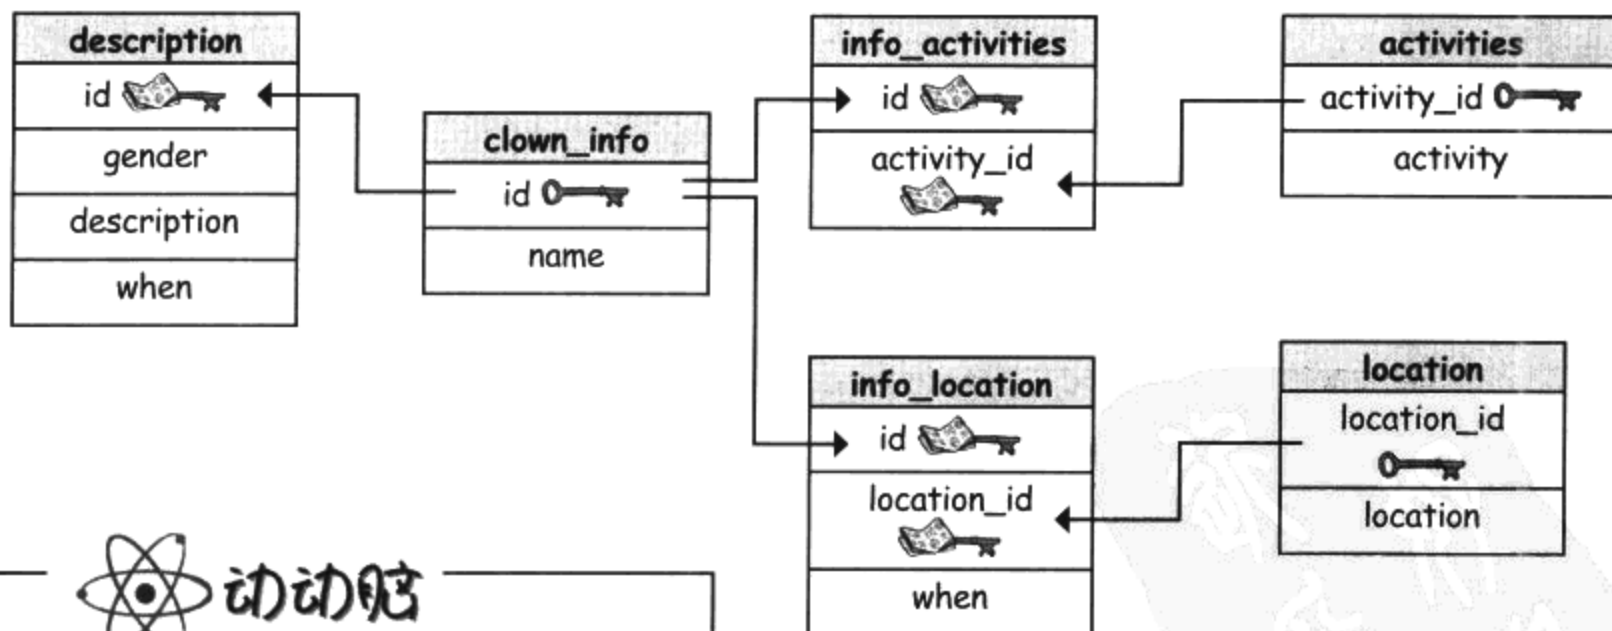 description
id
gender
description
when
clown_info
id
name
info_activities
id
activity_id
activities
activity_id
activity
info_location
id
location_id
when
location
location_id
location
动动脑